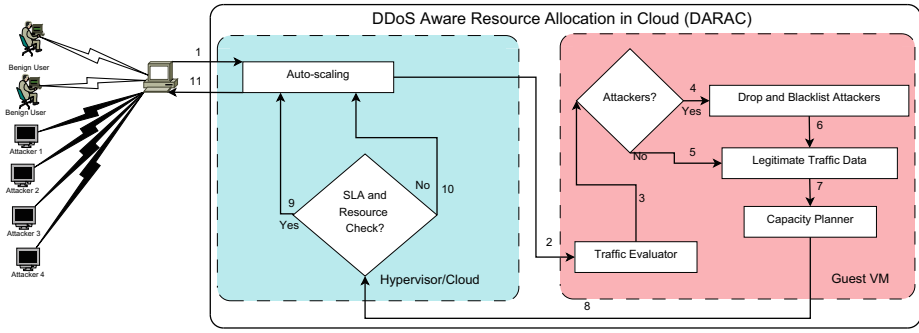 DDoS Aware Resource Allocation in Cloud (DARAC)
Benign User
Benign User
Attacker 1
Attacker 2
Attacker 3
Attacker 4
1
11
Auto-scaling
9
Yes
No
10
SLA and
Resource
Check?
Hypervisor/Cloud
2
Attackers?
4
Yes
Drop and Blacklist Attackers
6
No
5
Legitimate Traffic Data
7
3
Capacity Planner
Traffic Evaluator
Guest VM
8